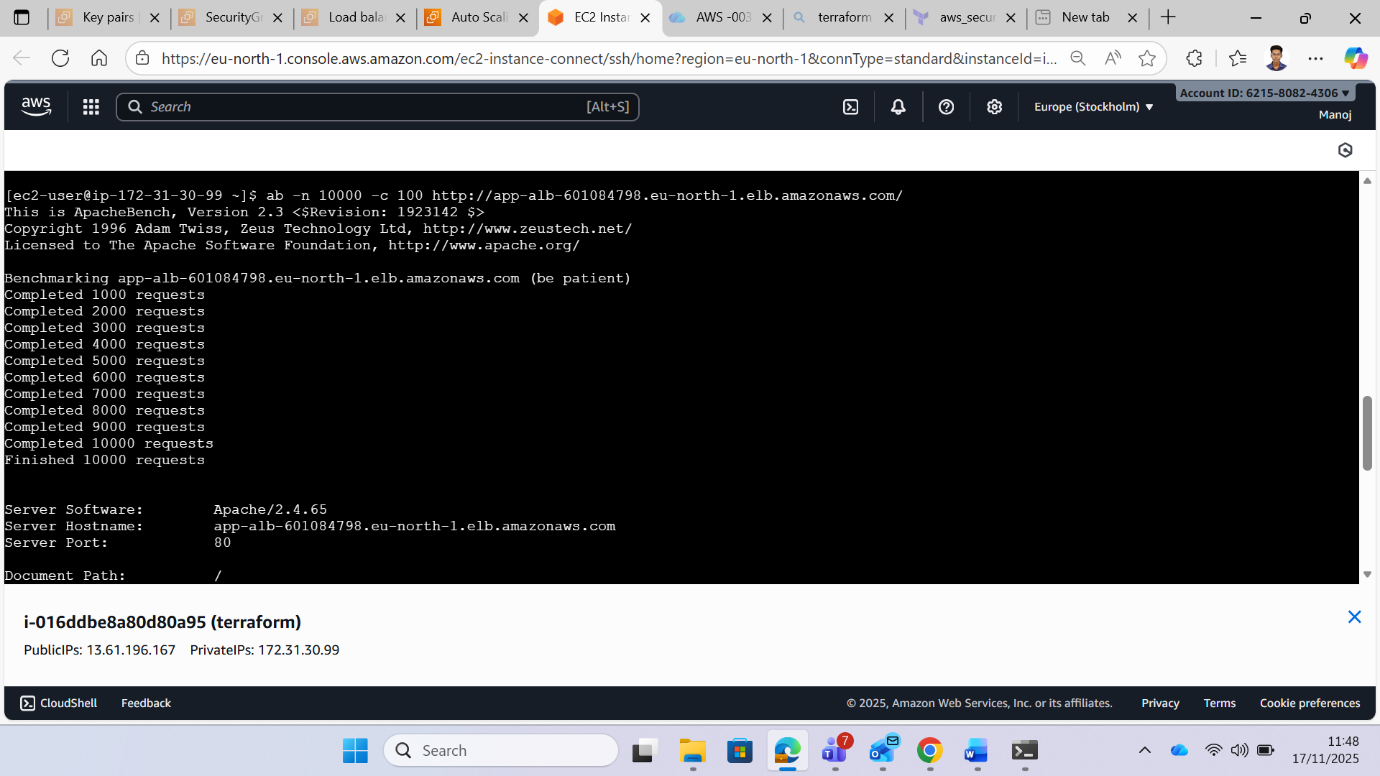 Key pairs
SecurityGr
Load bala
Auto Scali
EC2 Instan
AWS -003
terraform
aws_secur
New tab
https://eu-north-1.console.aws.amazon.com/ec2-instance-connect/ssh/home?region=eu-north-1&connType=standard&instanceId=i...
aws
Search [Alt+S]
Europe (Stockholm)
Account ID: 6215-8082-4306
Manoj
[ec2-user@ip-172-31-30-99 ~]$ ab -n 10000 -c 100 http://app-alb-601084798.eu-north-1.elb.amazonaws.com/
This is ApacheBench, Version 2.3 <$Revision: 1923142 $>
Copyright 1996 Adam Twiss, Zeus Technology Ltd, http://www.zeustech.net/
Licensed to The Apache Software Foundation, http://www.apache.org/
Benchmarking app-alb-601084798.eu-north-1.elb.amazonaws.com (be patient)
Completed 1000 requests
Completed 2000 requests
Completed 3000 requests
Completed 4000 requests
Completed 5000 requests
Completed 6000 requests
Completed 7000 requests
Completed 8000 requests
Completed 9000 requests
Completed 10000 requests
Finished 10000 requests
Server Software: Apache/2.4.65
Server Hostname: app-alb-601084798.eu-north-1.elb.amazonaws.com
Server Port: 80
Document Path: /
i-016ddbe8a80d80a95 (terraform)
PublicIPs: 13.61.196.167 PrivateIPs: 172.31.30.99
CloudShell Feedback © 2025, Amazon Web Services, Inc. or its affiliates. Privacy Terms Cookie preferences
Search
7
11:48
17/11/2025